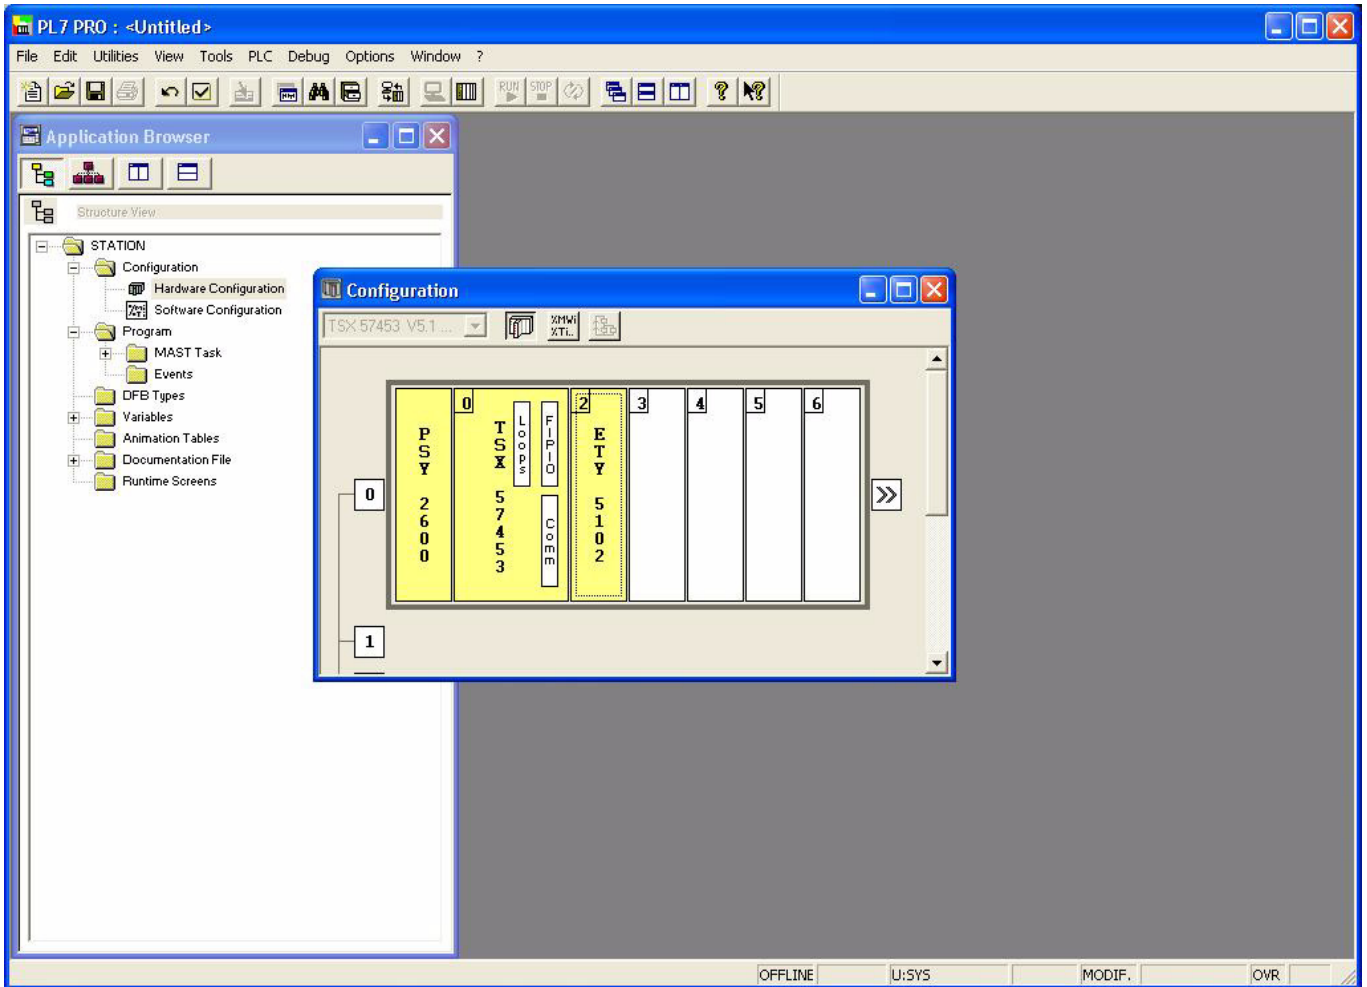 PL7 PRO : <Untitled>
File Edit Utilities View Tools PLC Debug Options Window ?
RUN STOP
Application Browser
Structure View
STATION
Configuration
Hardware Configuration
Software Configuration
Program
MAST Task
Events
DFB Types
Variables
Animation Tables
Documentation File
Runtime Screens
Configuration
TSX 57453 V5.1 ...
%MWi
%Ti..
0 2 3 4 5 6
PSY 2600
TSX 57453
Loops
FIPIO
Comm
ETY 5102
0
1
OFFLINE U:SYS MODIF. OVR